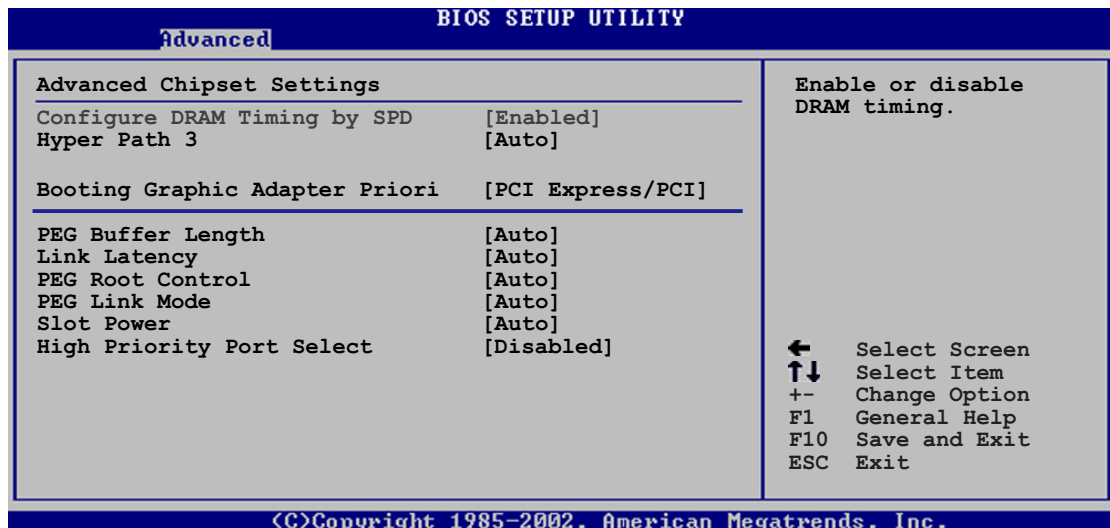 BIOS SETUP UTILITY
Advanced
Advanced Chipset Settings
Configure DRAM Timing by SPD [Enabled]
Hyper Path 3 [Auto]
Booting Graphic Adapter Priori [PCI Express/PCI]
PEG Buffer Length [Auto]
Link Latency [Auto]
PEG Root Control [Auto]
PEG Link Mode [Auto]
Slot Power [Auto]
High Priority Port Select [Disabled]
Enable or disable
DRAM timing.
← Select Screen
↑↓ Select Item
+- Change Option
F1 General Help
F10 Save and Exit
ESC Exit
(C)Copyright 1985-2002, American Megatrends, Inc.